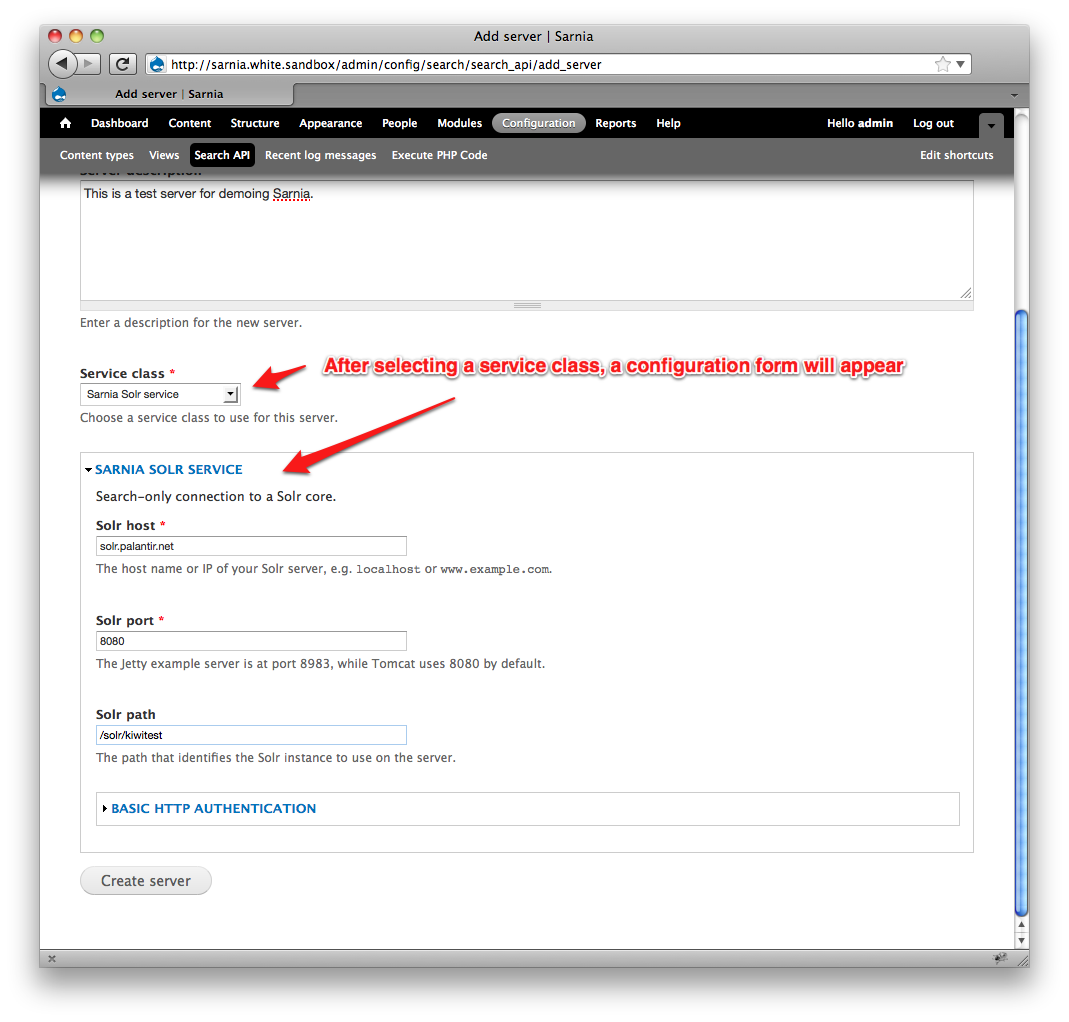 Add server | Sarnia
http://sarnia.white.sandbox/admin/config/search/search_api/add_server
Add server | Sarnia
Dashboard Content Structure Appearance People Modules Configuration Reports Help Hello admin Log out
Content types Views Search API Recent log messages Execute PHP Code Edit shortcuts
Server description
This is a test server for demoing Sarnia.
Enter a description for the new server.
After selecting a service class, a configuration form will appear
Service class *
Sarnia Solr service
Choose a service class to use for this server.
SARNIA SOLR SERVICE
Search-only connection to a Solr core.
Solr host *
solr.palantir.net
The host name or IP of your Solr server, e.g. localhost or www.example.com.
Solr port *
8080
The Jetty example server is at port 8983, while Tomcat uses 8080 by default.
Solr path
/solr/kiwitest
The path that identifies the Solr instance to use on the server.
BASIC HTTP AUTHENTICATION
Create server